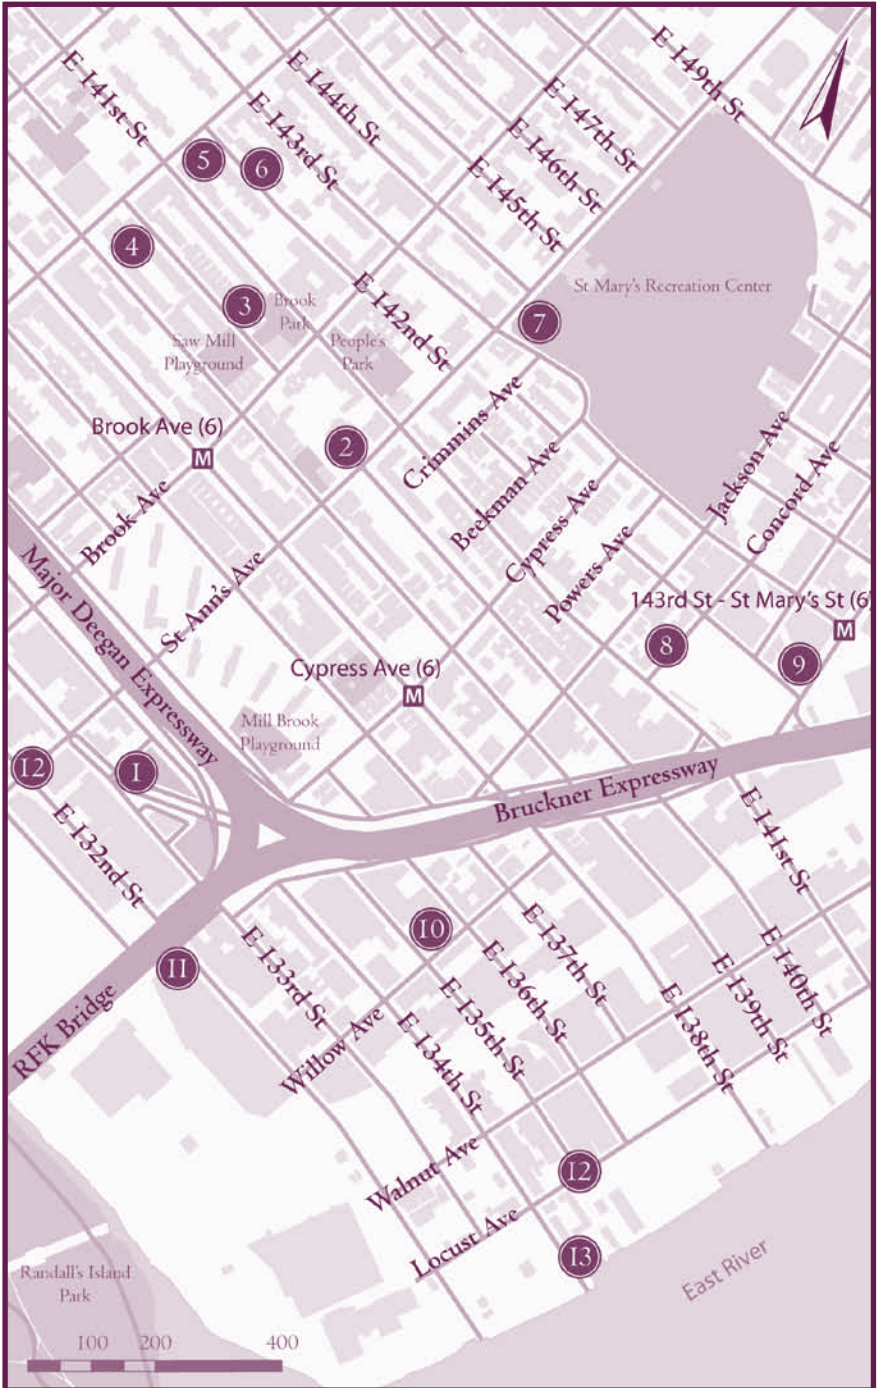 E 149th St
E 141st St
E 144th St
E 147th St
E 143rd St
E 146th St
5
6
E 145th St
4
St Mary's Recreation Center
E 142nd St
3
Brook
Park
7
Saw Mill
Playground
People's
Park
Crimmins Ave
Brook Ave (6)
M
2
Jackson Ave
Beekman Ave
Concord Ave
Brook Ave
Cypress Ave
Powers Ave
St Ann's Ave
Major Deegan Expressway
143rd St - St Mary's St (6)
M
8
9
Cypress Ave (6)
M
Mill Brook
Playground
12
1
Bruckner Expressway
E 132nd St
E 141st St
10
E 137th St
11
E 133rd St
E 136th St
E 140th St
E 139th St
RFK Bridge
Willow Ave
E 135th St
E 138th St
E 134th St
Walnut Ave
12
Locust Ave
13
East River
Randall's Island
Park
100 200 400